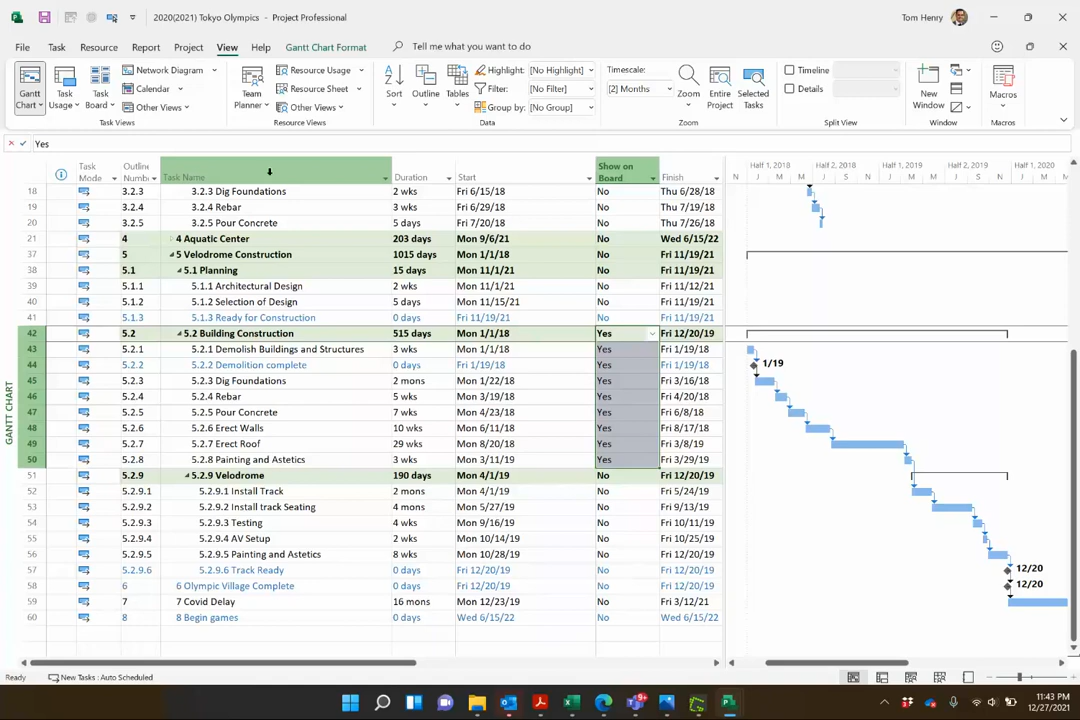 2020(2021) Tokyo Olympics - Project Professional
Tom Henry
File Task Resource Report Project View Help Gantt Chart Format Tell me what you want to do
Gantt Chart
Task Usage
Task Board
Network Diagram
Calendar
Other Views
Task Views
Team Planner
Resource Usage
Resource Sheet
Other Views
Resource Views
Sort
Outline
Tables
Highlight: [No Highlight]
Filter: [No Filter]
Group by: [No Group]
Data
Timescale:
[2] Months
Zoom
Entire Project
Selected Tasks
Zoom
Timeline
Details
Split View
New Window
Window
Macros
Macros
Yes
Task Mode Outline Numbe Task Name Duration Start Show on Board Finish
Half 1, 2018 Half 2, 2018 Half 1, 2019 Half 2, 2019 Half 1, 2020
N J M M J S N J M M J S N J M M
18 3.2.3 3.2.3 Dig Foundations 2 wks Fri 6/15/18 No Thu 6/28/18
19 3.2.4 3.2.4 Rebar 3 wks Fri 6/29/18 No Thu 7/19/18
20 3.2.5 3.2.5 Pour Concrete 5 days Fri 7/20/18 No Thu 7/26/18
21 4 4 Aquatic Center 203 days Mon 9/6/21 No Wed 6/15/22
37 5 5 Velodrome Construction 1015 days Mon 1/1/18 No Fri 11/19/21
38 5.1 5.1 Planning 15 days Mon 11/1/21 No Fri 11/19/21
39 5.1.1 5.1.1 Architectural Design 2 wks Mon 11/1/21 No Fri 11/12/21
40 5.1.2 5.1.2 Selection of Design 5 days Mon 11/15/21 No Fri 11/19/21
41 5.1.3 5.1.3 Ready for Construction 0 days Fri 11/19/21 No Fri 11/19/21
42 5.2 5.2 Building Construction 515 days Mon 1/1/18 Yes Fri 12/20/19
43 5.2.1 5.2.1 Demolish Buildings and Structures 3 wks Mon 1/1/18 Yes Fri 1/19/18
44 5.2.2 5.2.2 Demolition complete 0 days Fri 1/19/18 Yes Fri 1/19/18 1/19
45 5.2.3 5.2.3 Dig Foundations 2 mons Mon 1/22/18 Yes Fri 3/16/18
46 5.2.4 5.2.4 Rebar 5 wks Mon 3/19/18 Yes Fri 4/20/18
47 5.2.5 5.2.5 Pour Concrete 7 wks Mon 4/23/18 Yes Fri 6/8/18
48 5.2.6 5.2.6 Erect Walls 10 wks Mon 6/11/18 Yes Fri 8/17/18
49 5.2.7 5.2.7 Erect Roof 29 wks Mon 8/20/18 Yes Fri 3/8/19
50 5.2.8 5.2.8 Painting and Astetics 3 wks Mon 3/11/19 Yes Fri 3/29/19
51 5.2.9 5.2.9 Velodrome 190 days Mon 4/1/19 No Fri 12/20/19
52 5.2.9.1 5.2.9.1 Install Track 2 mons Mon 4/1/19 No Fri 5/24/19
53 5.2.9.2 5.2.9.2 Install track Seating 4 mons Mon 5/27/19 No Fri 9/13/19
54 5.2.9.3 5.2.9.3 Testing 4 wks Mon 9/16/19 No Fri 10/11/19
55 5.2.9.4 5.2.9.4 AV Setup 2 wks Mon 10/14/19 No Fri 10/25/19
56 5.2.9.5 5.2.9.5 Painting and Astetics 8 wks Mon 10/28/19 No Fri 12/20/19
57 5.2.9.6 5.2.9.6 Track Ready 0 days Fri 12/20/19 No Fri 12/20/19 12/20
58 6 6 Olympic Village Complete 0 days Fri 12/20/19 No Fri 12/20/19 12/20
59 7 7 Covid Delay 16 mons Mon 12/23/19 No Fri 3/12/21
60 8 8 Begin games 0 days Wed 6/15/22 No Wed 6/15/22
GANTT CHART
Ready New Tasks : Auto Scheduled
11:43 PM
12/27/2021